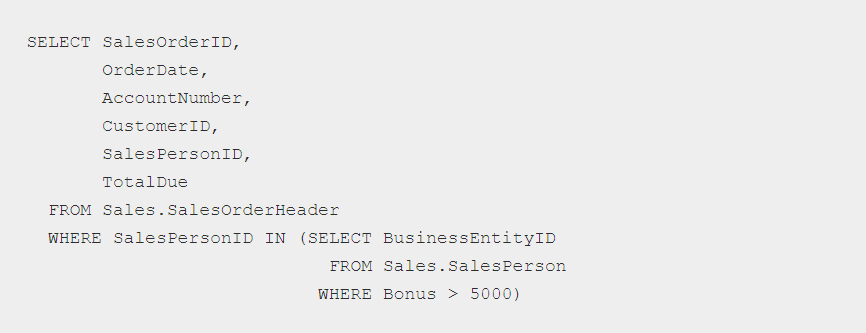 SELECT SalesOrderID,
       OrderDate,
       AccountNumber,
       CustomerID,
       SalesPersonID,
       TotalDue
  FROM Sales.SalesOrderHeader
  WHERE SalesPersonID IN (SELECT BusinessEntityID
                            FROM Sales.SalesPerson
                           WHERE Bonus > 5000)